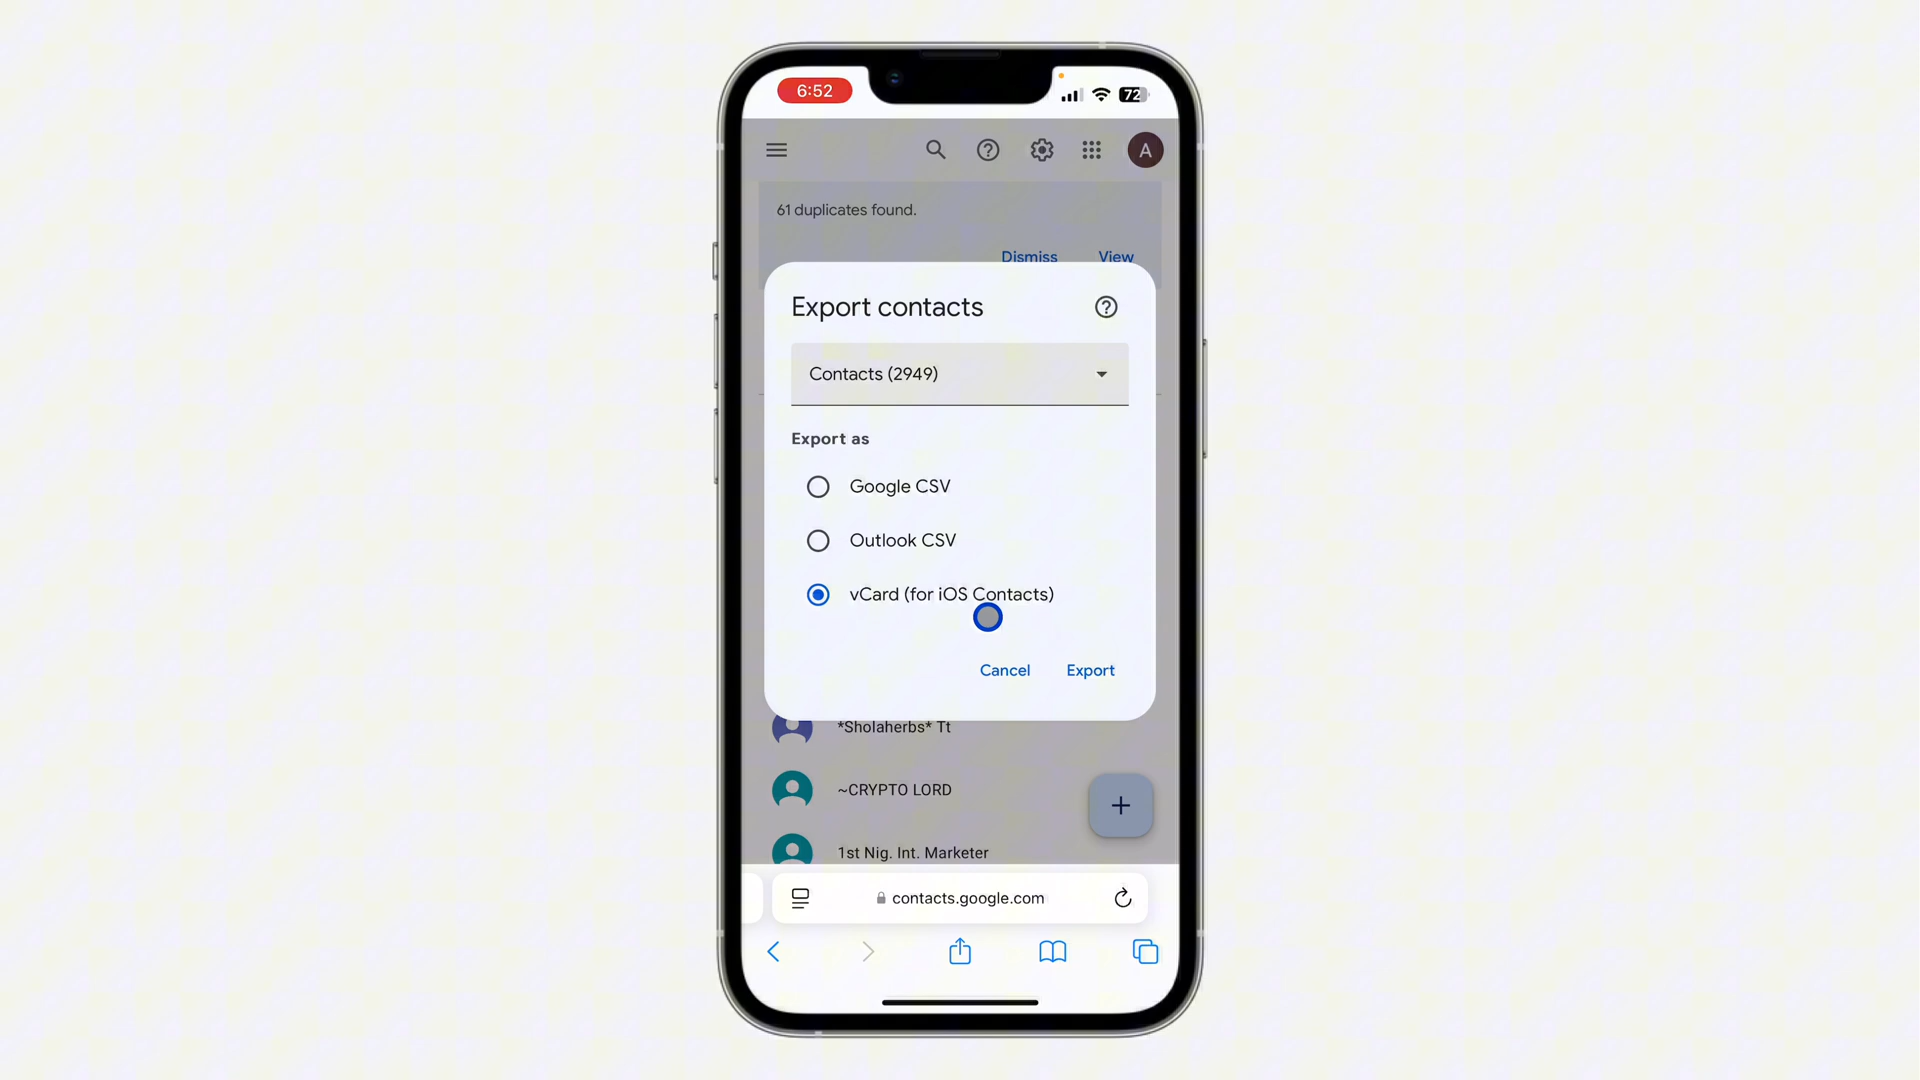 6:52
72
A
61 duplicates found.
Dismiss View
Export contacts
Contacts (2949)
Export as
Google CSV
Outlook CSV
vCard (for iOS Contacts)
Cancel Export
*Sholaherbs* Tt
~CRYPTO LORD
1st Nig. Int. Marketer
contacts.google.com